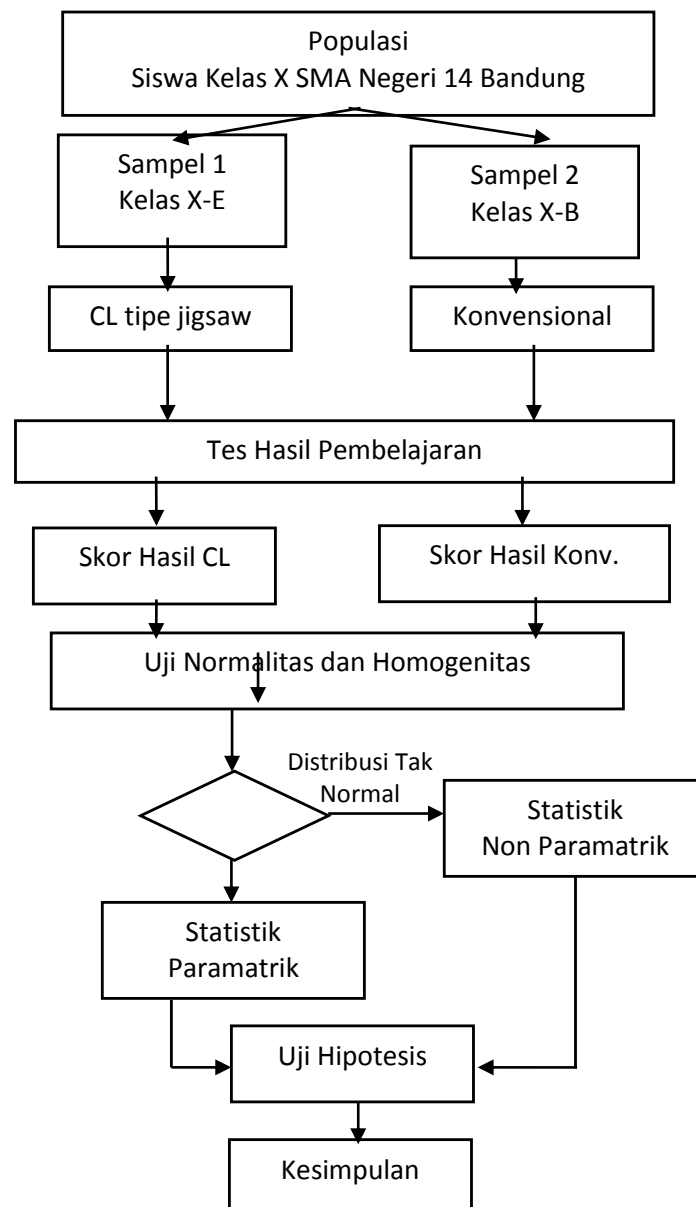 Populasi
Siswa Kelas X SMA Negeri 14 Bandung
Sampel 1
Kelas X-E
Sampel 2
Kelas X-B
CL tipe jigsaw
Konvensional
Tes Hasil Pembelajaran
Skor Hasil CL
Skor Hasil Konv.
Uji Normalitas dan Homogenitas
Distribusi Tak
Normal
Statistik
Non Paramatrik
Statistik
Paramatrik
Uji Hipotesis
Kesimpulan